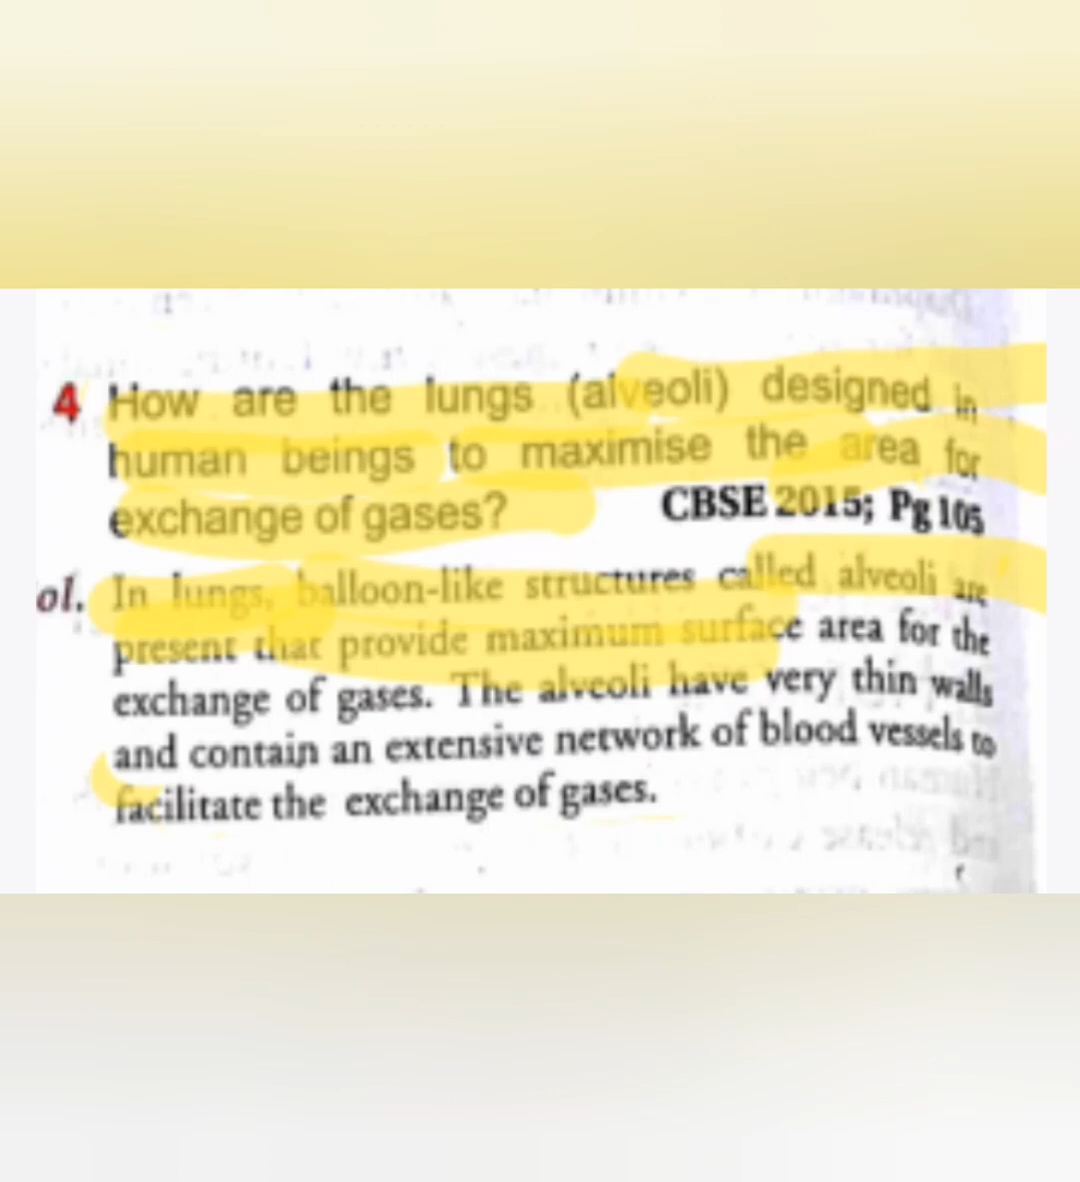 4 How are the lungs (alveoli) designed in
human beings to maximise the area for
exchange of gases? CBSE 2015; Pg 105
ol. In lungs, balloon-like structures called alveoli are
present that provide maximum surface area for the
exchange of gases. The alveoli have very thin walls
and contain an extensive network of blood vessels to
facilitate the exchange of gases.